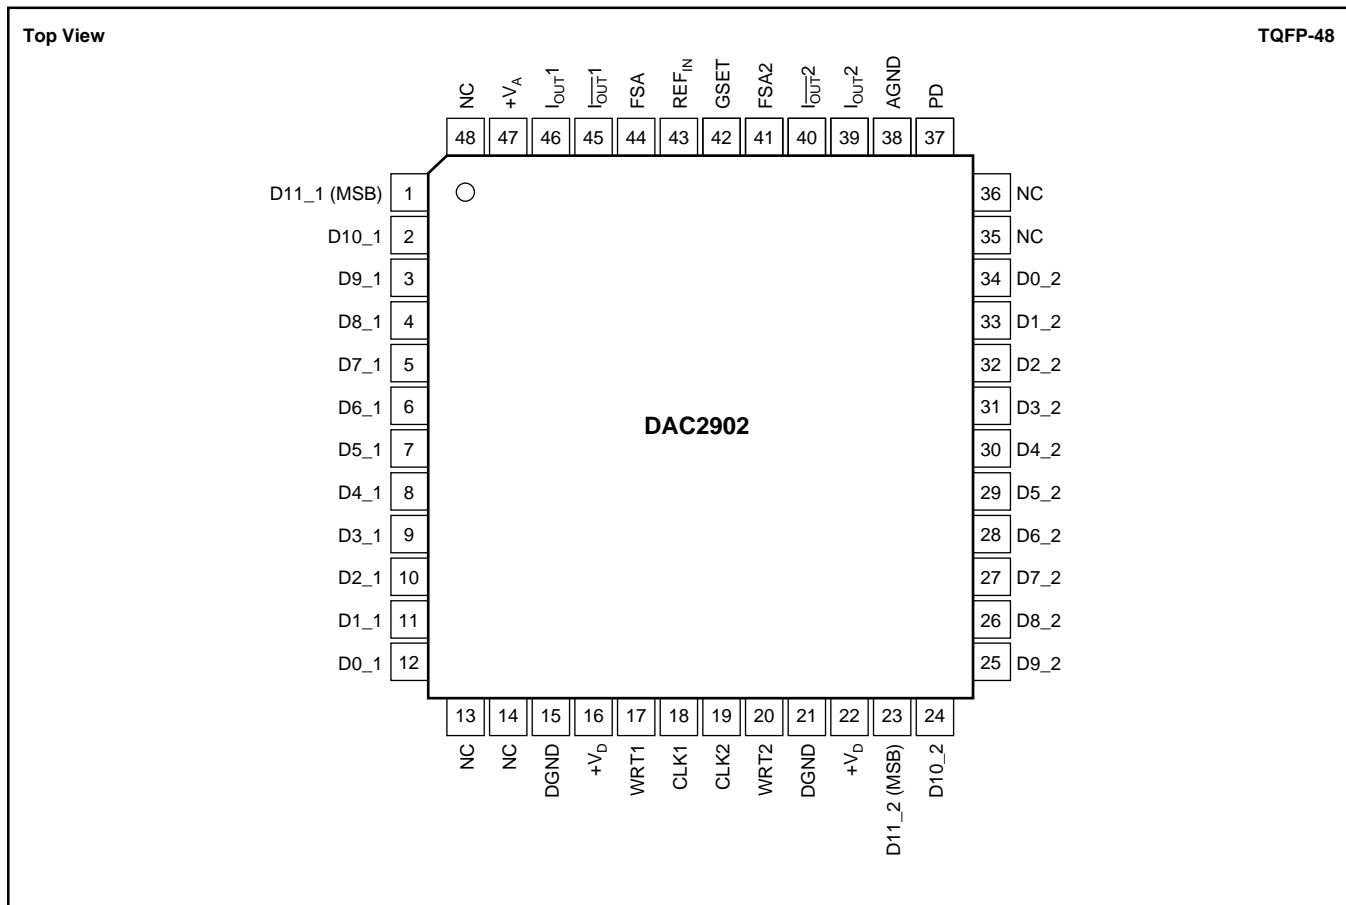 Top View
TQFP-48
NC
+VA
IOUT1
I̅O̅U̅T̅1
FSA
REFIN
GSET
FSA2
I̅O̅U̅T̅2
IOUT2
AGND
PD
48 47 46 45 44 43 42 41 40 39 38 37
D11_1 (MSB) 1
D10_1 2
D9_1 3
D8_1 4
D7_1 5
D6_1 6
D5_1 7
D4_1 8
D3_1 9
D2_1 10
D1_1 11
D0_1 12
DAC2902
36 NC
35 NC
34 D0_2
33 D1_2
32 D2_2
31 D3_2
30 D4_2
29 D5_2
28 D6_2
27 D7_2
26 D8_2
25 D9_2
13 14 15 16 17 18 19 20 21 22 23 24
NC
NC
DGND
+VD
WRT1
CLK1
CLK2
WRT2
DGND
+VD
D11_2 (MSB)
D10_2